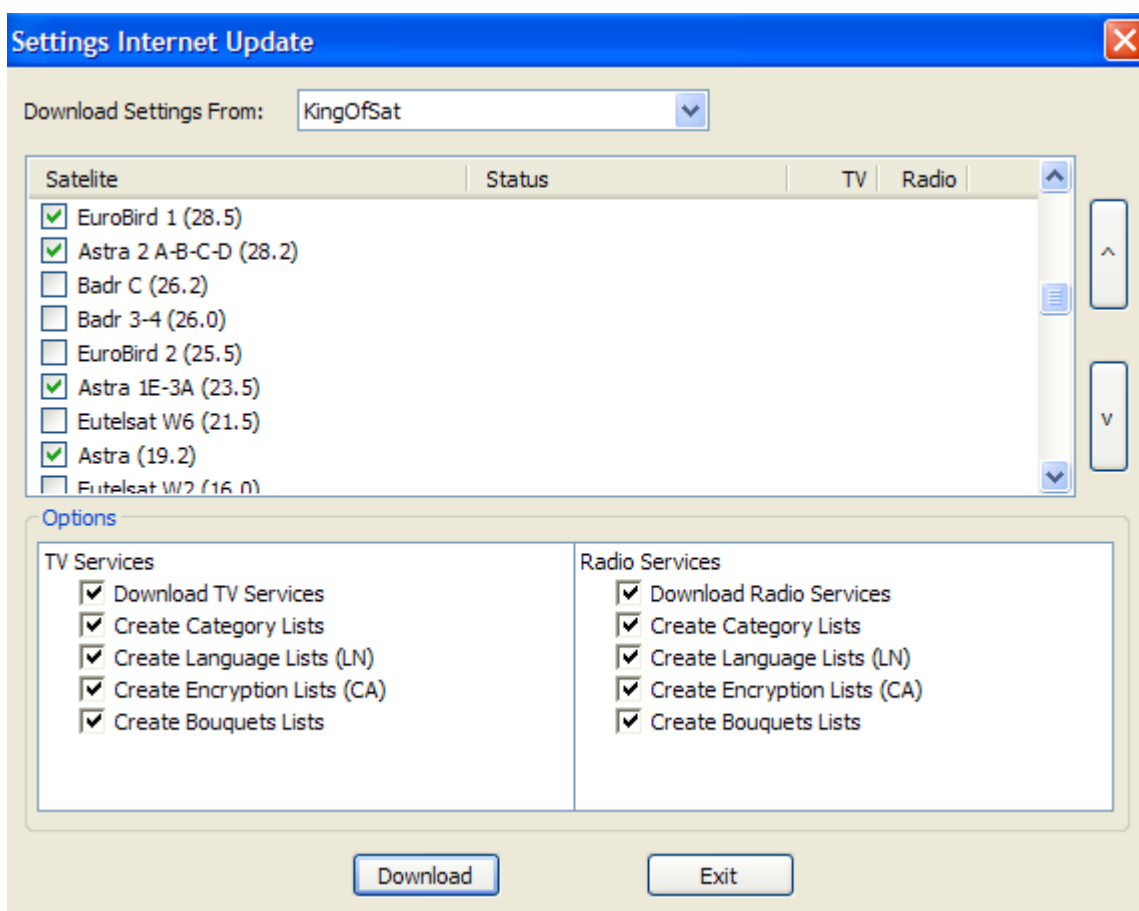 Settings Internet Update
Download Settings From: KingOfSat
Satelite Status TV Radio
EuroBird 1 (28.5)
Astra 2 A-B-C-D (28.2)
Badr C (26.2)
Badr 3-4 (26.0)
EuroBird 2 (25.5)
Astra 1E-3A (23.5)
Eutelsat W6 (21.5)
Astra (19.2)
Eutelsat W2 (16.0)
^
v
Options
TV Services
Download TV Services
Create Category Lists
Create Language Lists (LN)
Create Encryption Lists (CA)
Create Bouquets Lists
Radio Services
Download Radio Services
Create Category Lists
Create Language Lists (LN)
Create Encryption Lists (CA)
Create Bouquets Lists
Download Exit